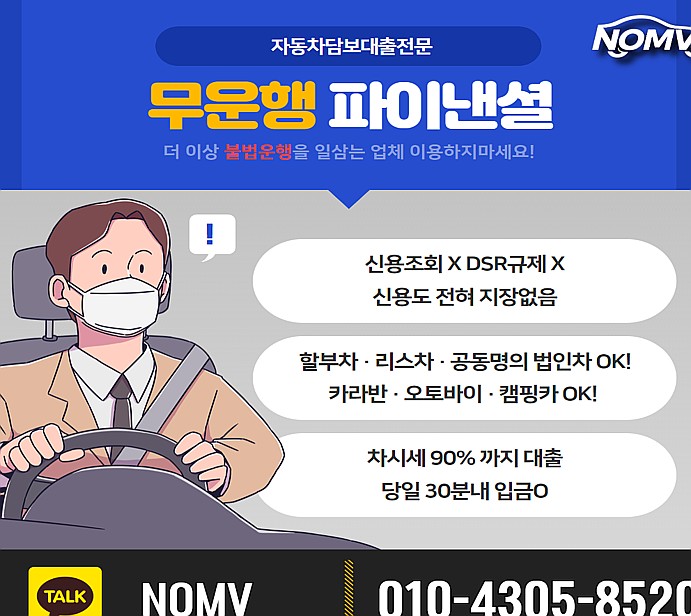 자동차담보대출전문
NOMV
무운행 파이낸셜
더 이상 불법운행을 일삼는 업체 이용하지마세요!
!
신용조회 X DSR규제 X
신용도 전혀 지장없음
할부차 · 리스차 · 공동명의 법인차 OK!
카라반 · 오토바이 · 캠핑카 OK!
차시세 90% 까지 대출
당일 30분내 입금O
TALK NOMV 010-4305-8520